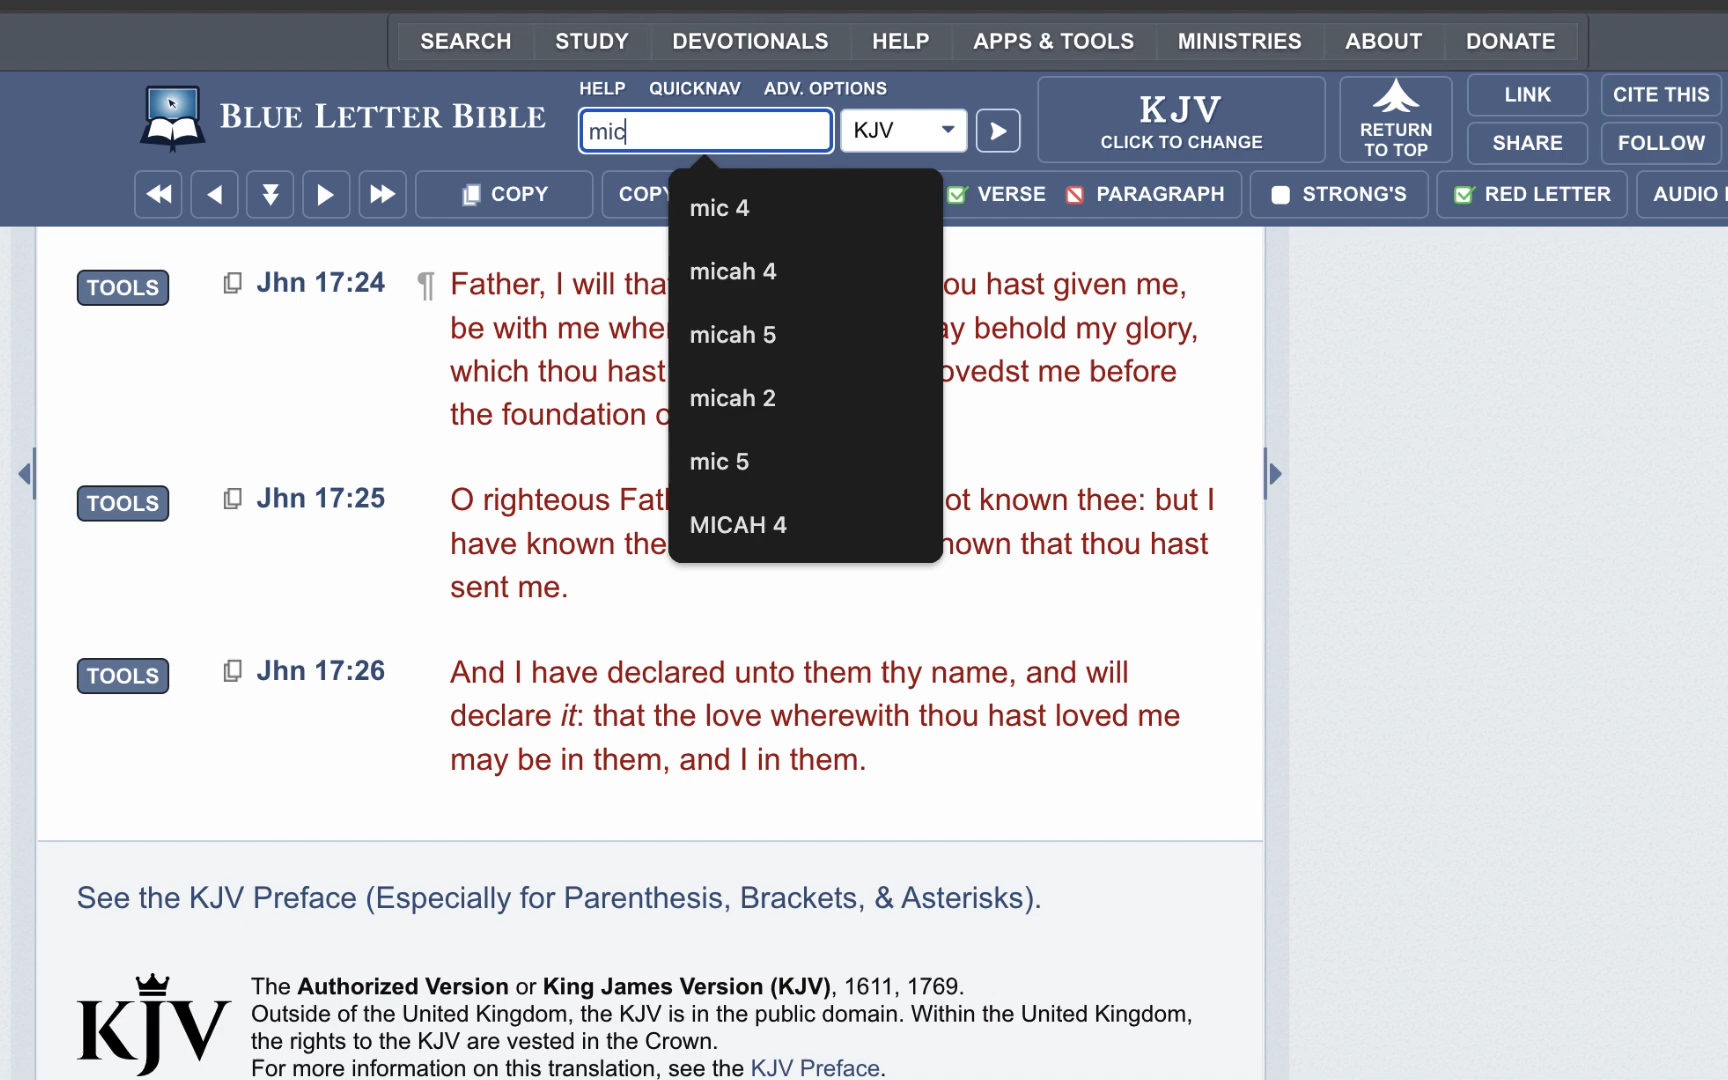 SEARCH STUDY DEVOTIONALS HELP APPS & TOOLS MINISTRIES ABOUT DONATE
BLUE LETTER BIBLE
HELP QUICKNAV ADV. OPTIONS
mic
KJV
KJV
CLICK TO CHANGE
RETURN
TO TOP
LINK
CITE THIS
SHARE
FOLLOW
COPY
COPY
VERSE
PARAGRAPH
STRONG'S
RED LETTER
AUDIO
mic 4
micah 4
micah 5
micah 2
mic 5
MICAH 4
TOOLS Jhn 17:24 ¶ Father, I will tha ou hast given me,
be with me whe ay behold my glory,
which thou hast ovedst me before
the foundation
TOOLS Jhn 17:25 O righteous Fat ot known thee: but I
have known the nown that thou hast
sent me.
TOOLS Jhn 17:26 And I have declared unto them thy name, and will
declare it: that the love wherewith thou hast loved me
may be in them, and I in them.
See the KJV Preface (Especially for Parenthesis, Brackets, & Asterisks).
KJV
The Authorized Version or King James Version (KJV), 1611, 1769.
Outside of the United Kingdom, the KJV is in the public domain. Within the United Kingdom,
the rights to the KJV are vested in the Crown.
For more information on this translation, see the KJV Preface.